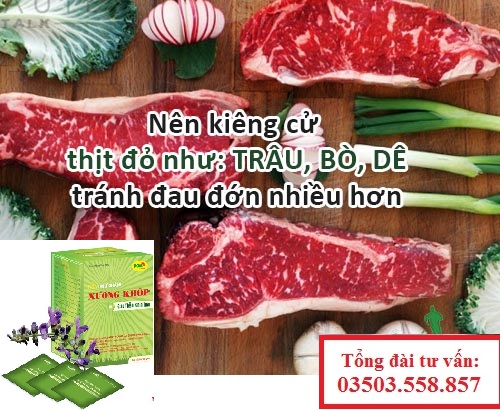 TALK
Nên kiêng cử
thịt đỏ như: TRÂU, BÒ, DÊ
tránh đau đớn nhiều hơn
XƯƠNG KHỚP
Tổng đài tư vấn:
03503.558.857